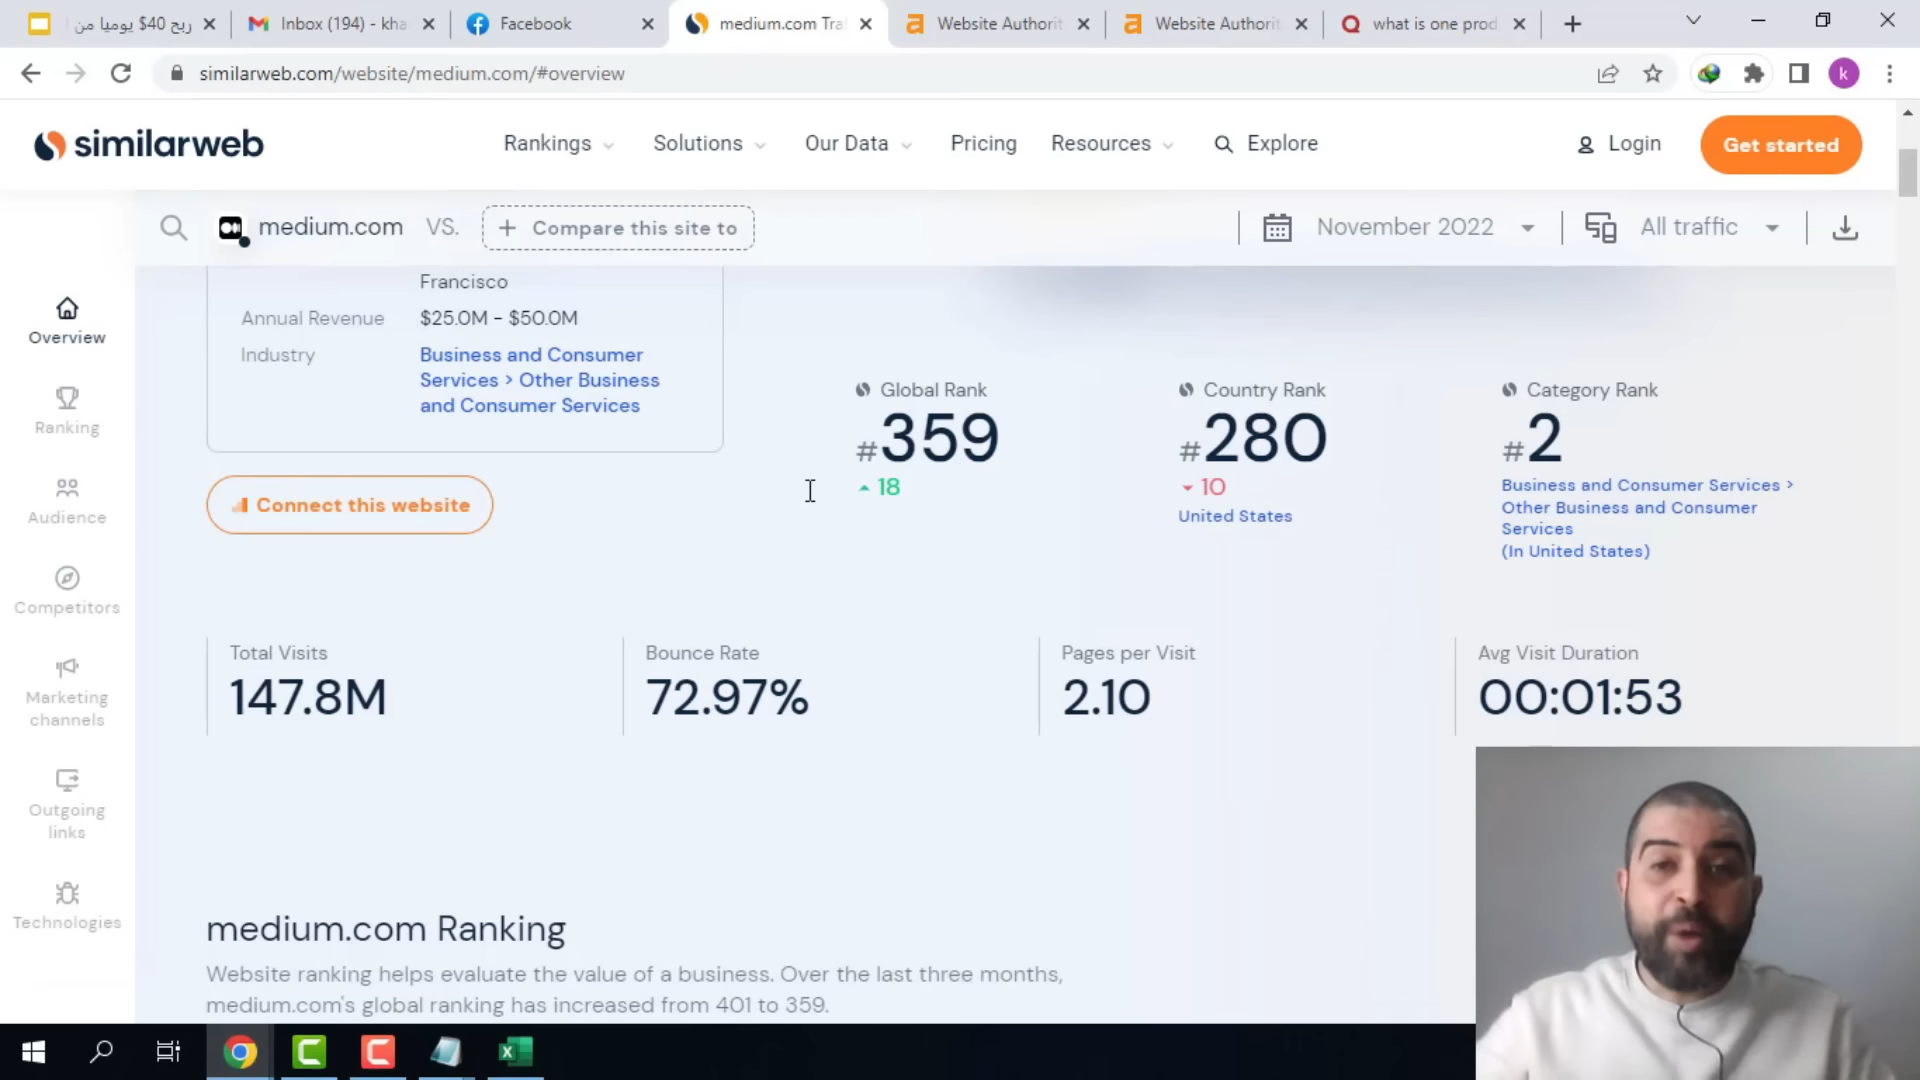 ربح 40$ يوميا من
Inbox (194) - kha
Facebook
medium.com Tra
Website Authorit
Website Authorit
what is one prod
similarweb.com/website/medium.com/#overview
k
similarweb
Rankings
Solutions
Our Data
Pricing
Resources
Explore
Login
Get started
medium.com
VS.
+ Compare this site to
November 2022
All traffic
Overview
Ranking
Audience
Competitors
Marketing
channels
Outgoing
links
Technologies
Francisco
Annual Revenue $25.0M - $50.0M
Industry Business and Consumer
Services > Other Business
and Consumer Services
Connect this website
Global Rank
#359
18
Country Rank
#280
10
United States
Category Rank
#2
Business and Consumer Services >
Other Business and Consumer
Services
(In United States)
Total Visits
147.8M
Bounce Rate
72.97%
Pages per Visit
2.10
Avg Visit Duration
00:01:53
medium.com Ranking
Website ranking helps evaluate the value of a business. Over the last three months,
medium.com's global ranking has increased from 401 to 359.